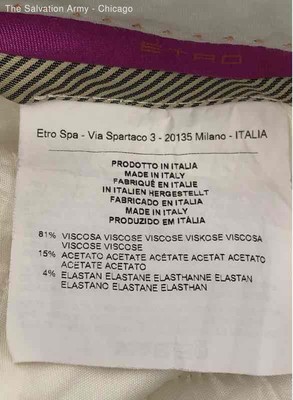 The Salvation Army - Chicago
ETRO
Etro Spa - Via Spartaco 3 - 20135 Milano - ITALIA
PRODOTTO IN ITALIA
MADE IN ITALY
FABRIQUÉ EN ITALIE
IN ITALIEN HERGESTELLT
FABRICADO EN ITALIA
MADE IN ITALY
PRODUZIDO EM ITÁLIA
81% VISCOSA VISCOSE VISCOSE VISKOSE VISCOSA
VISCOSE VISCOSE
15% ACETATO ACETATE ACÉTATE ACETAT ACETATO
ACETATE ACETATO
4% ELASTAN ELASTANE ELASTHANNE ELASTAN
ELASTANO ELASTANE ELASTHAN